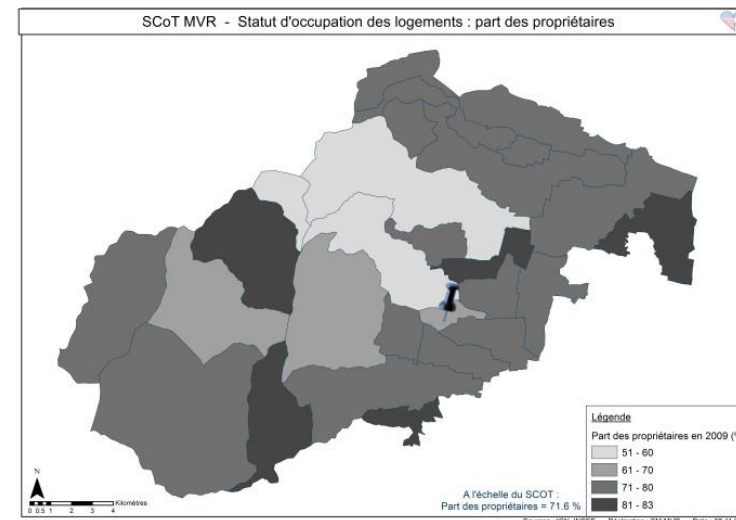 SCoT MVR - Statut d'occupation des logements : part des propriétaires
Légende
Part des propriétaires en 2009 (
51 - 60
61 - 70
71 - 80
81 - 83
N
0 0.5 1 2 3 4 Kilomètres
A l'échelle du SCOT :
Part des propriétaires = 71.6 %